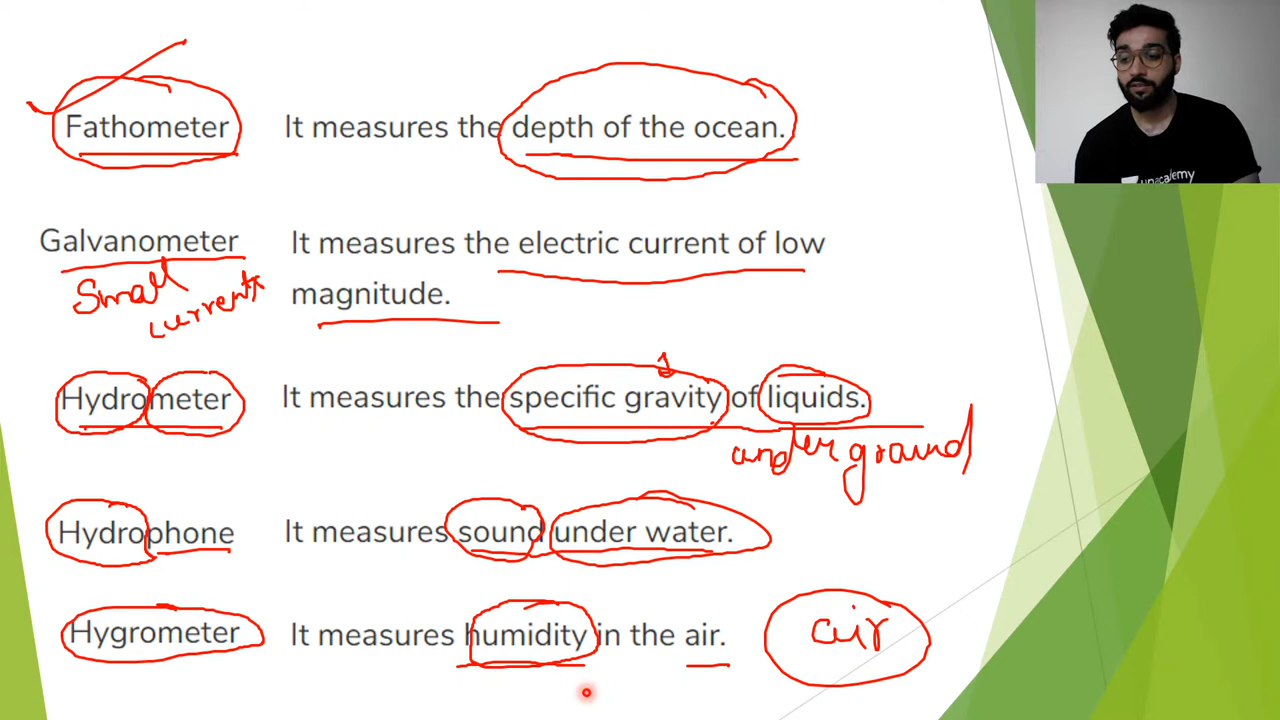 Fathometer It measures the depth of the ocean.
Galvanometer It measures the electric current of low
magnitude.
Small
currents
Hydrometer It measures the specific gravity of liquids.
under ground
Hydrophone It measures sound under water.
Hygrometer It measures humidity in the air.
air
unacademy